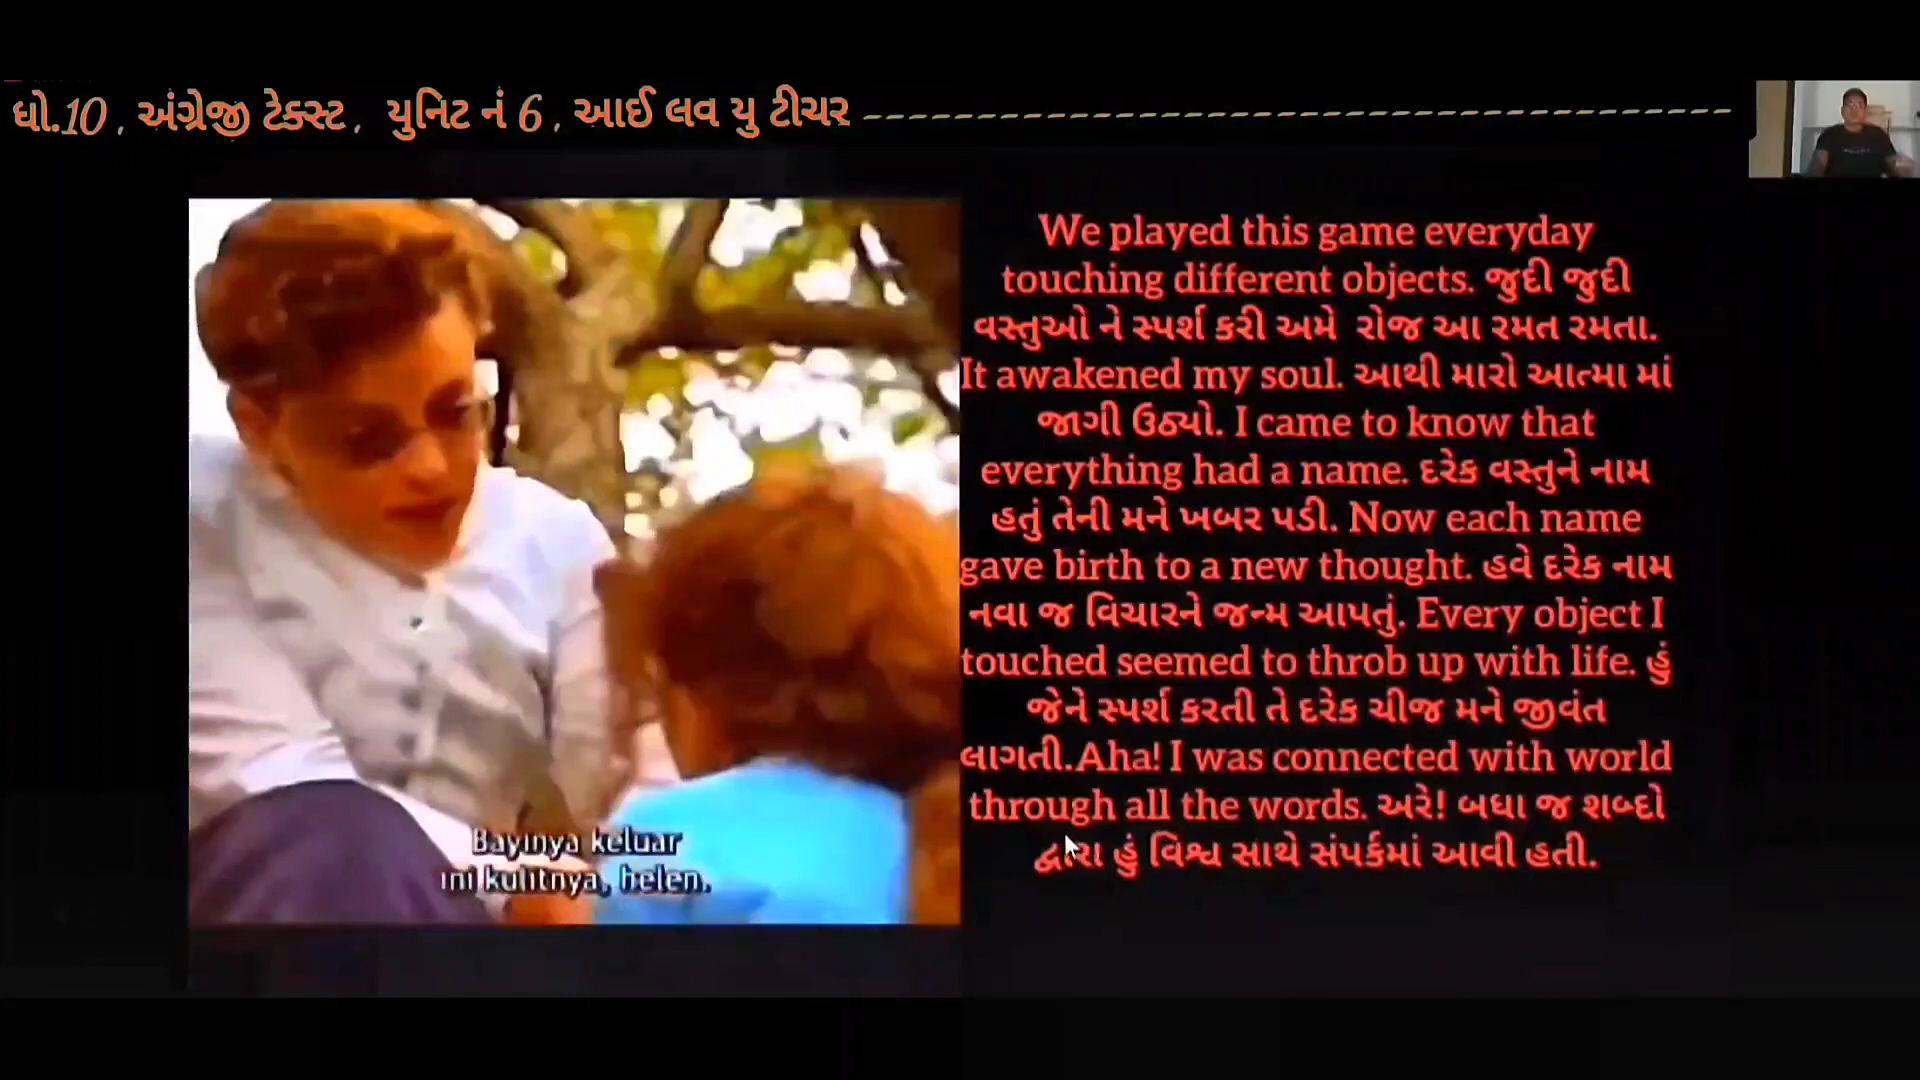 ધો.10 , અંગ્રેજી ટેક્સ્ટ, યુનિટ નં 6 , આઈ લવ યુ ટીચર --------------------------------------
We played this game everyday
touching different objects. જુદી જુદી
વસ્તુઓ ને સ્પર્શ કરી અમે રોજ આ રમત રમતા.
It awakened my soul. આથી મારો આત્મા માં
જાગી ઉઠ્યો. I came to know that
everything had a name. દરેક વસ્તુને નામ
હતું તેની મને ખબર પડી. Now each name
gave birth to a new thought. હવે દરેક નામ
નવા જ વિચારને જન્મ આપતું. Every object I
touched seemed to throb up with life. હું
જેને સ્પર્શ કરતી તે દરેક ચીજ મને જીવંત
લાગતી.Aha! I was connected with world
through all the words. અરે! બધા જ શબ્દો
દ્વારા હું વિશ્વ સાથે સંપર્કમાં આવી હતી.
Bayinya keluar
ini kulitnya, helen.